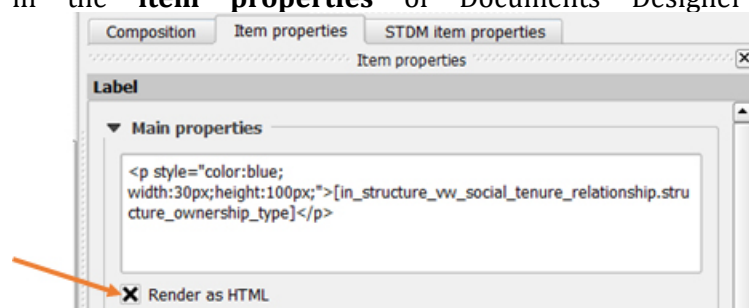 in the item properties of Documents Designer
Composition Item properties STDM item properties
Item properties
Label
Main properties
<p style="color:blue;
width:30px;height:100px;">[in_structure_vw_social_tenure_relationship.stru
cture_ownership_type]</p>
Render as HTML